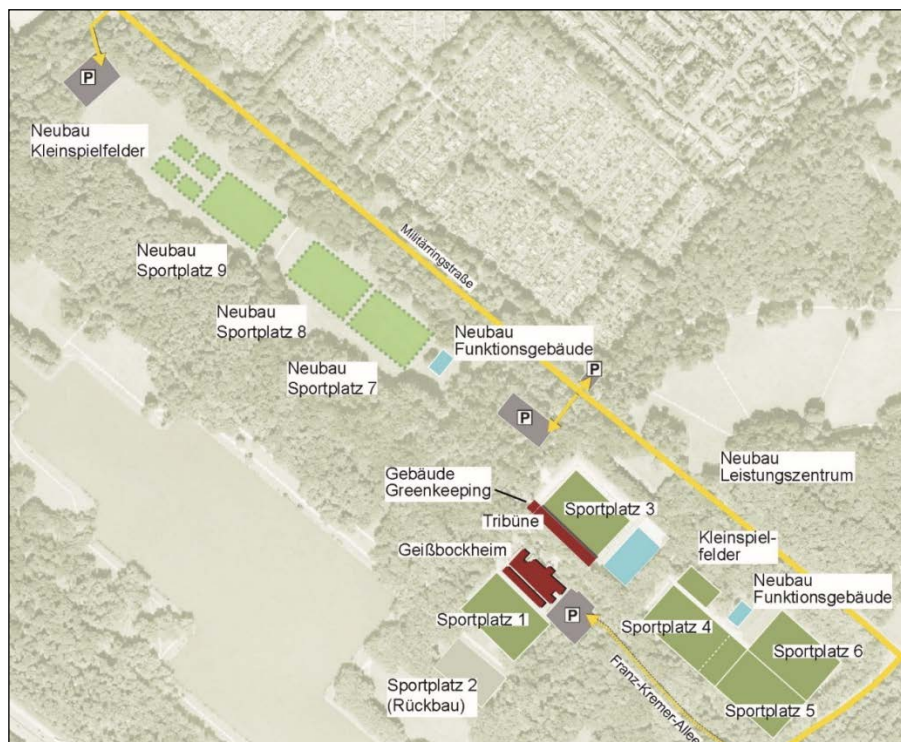 P
Neubau
Kleinspielfelder
Neubau
Sportplatz 9
Militärringstraße
Neubau
Sportplatz 8
Neubau
Funktionsgebäude
Neubau
Sportplatz 7
P
P
Neubau
Leistungszentrum
Gebäude
Greenkeeping
Sportplatz 3
Tribüne
Kleinspiel-
felder
Geißbockheim
Neubau
Funktionsgebäude
Sportplatz 1
P
Sportplatz 4
Sportplatz 6
Sportplatz 2
(Rückbau)
Franz-Kremer-Allee
Sportplatz 5